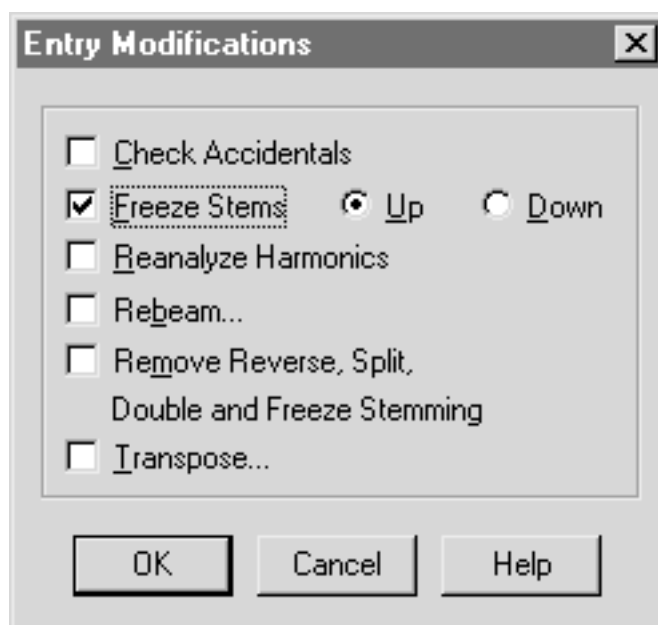 Entry Modifications
Check Accidentals
Freeze Stems Up Down
Reanalyze Harmonics
Rebeam...
Remove Reverse, Split,
Double and Freeze Stemming
Transpose...
OK Cancel Help